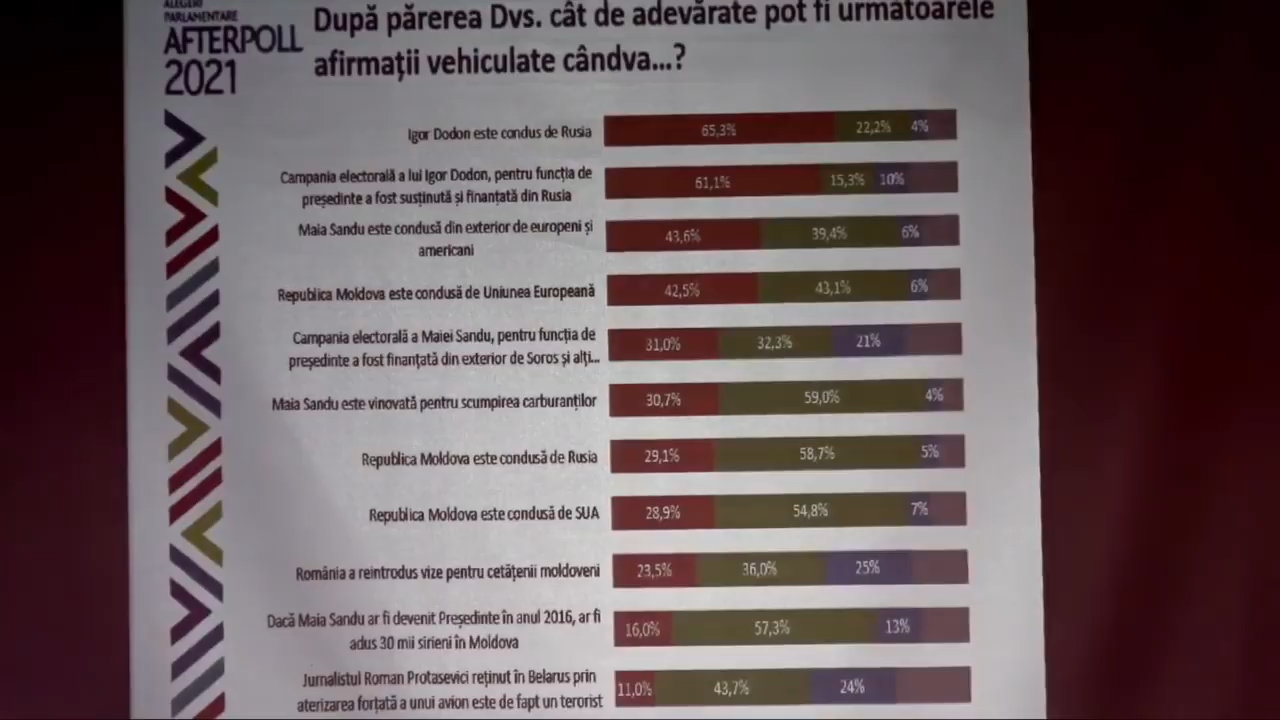 ALEGERI
PARLAMENTARE
AFTERPOLL
2021
După părerea Dvs. cât de adevărate pot fi următoarele
afirmații vehiculate cândva...?
Igor Dodon este condus de Rusia
65,3% 22,2% 4%
Campania electorală a lui Igor Dodon, pentru funcția de
președinte a fost susținută și finanțată din Rusia
61,1% 15,3% 10%
Maia Sandu este condusă din exterior de europeni și
americani
43,6% 39,4% 6%
Republica Moldova este condusă de Uniunea Europeană
42,5% 43,1% 6%
Campania electorală a Maiei Sandu, pentru funcția de
președinte a fost finanțată din exterior de Soros și alți...
31,0% 32,3% 21%
Maia Sandu este vinovată pentru scumpirea carburanților
30,7% 59,0% 4%
Republica Moldova este condusă de Rusia
29,1% 58,7% 5%
Republica Moldova este condusă de SUA
28,9% 54,8% 7%
România a reintrodus vize pentru cetățenii moldoveni
23,5% 36,0% 25%
Dacă Maia Sandu ar fi devenit Președinte în anul 2016, ar fi
adus 30 mii sirieni în Moldova
16,0% 57,3% 13%
Jurnalistul Roman Protasevici reținut în Belarus prin
aterizarea forțată a unui avion este de fapt un terorist
11,0% 43,7% 24%